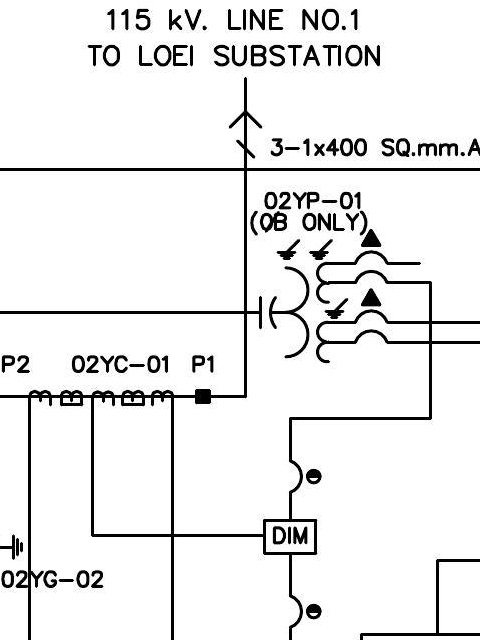 115 kV. LINE NO.1
TO LOEI SUBSTATION
3-1x400 SQ.mm.A
02YP-01
(ØB ONLY)
P2 02YC-01 P1
DIM
02YG-02